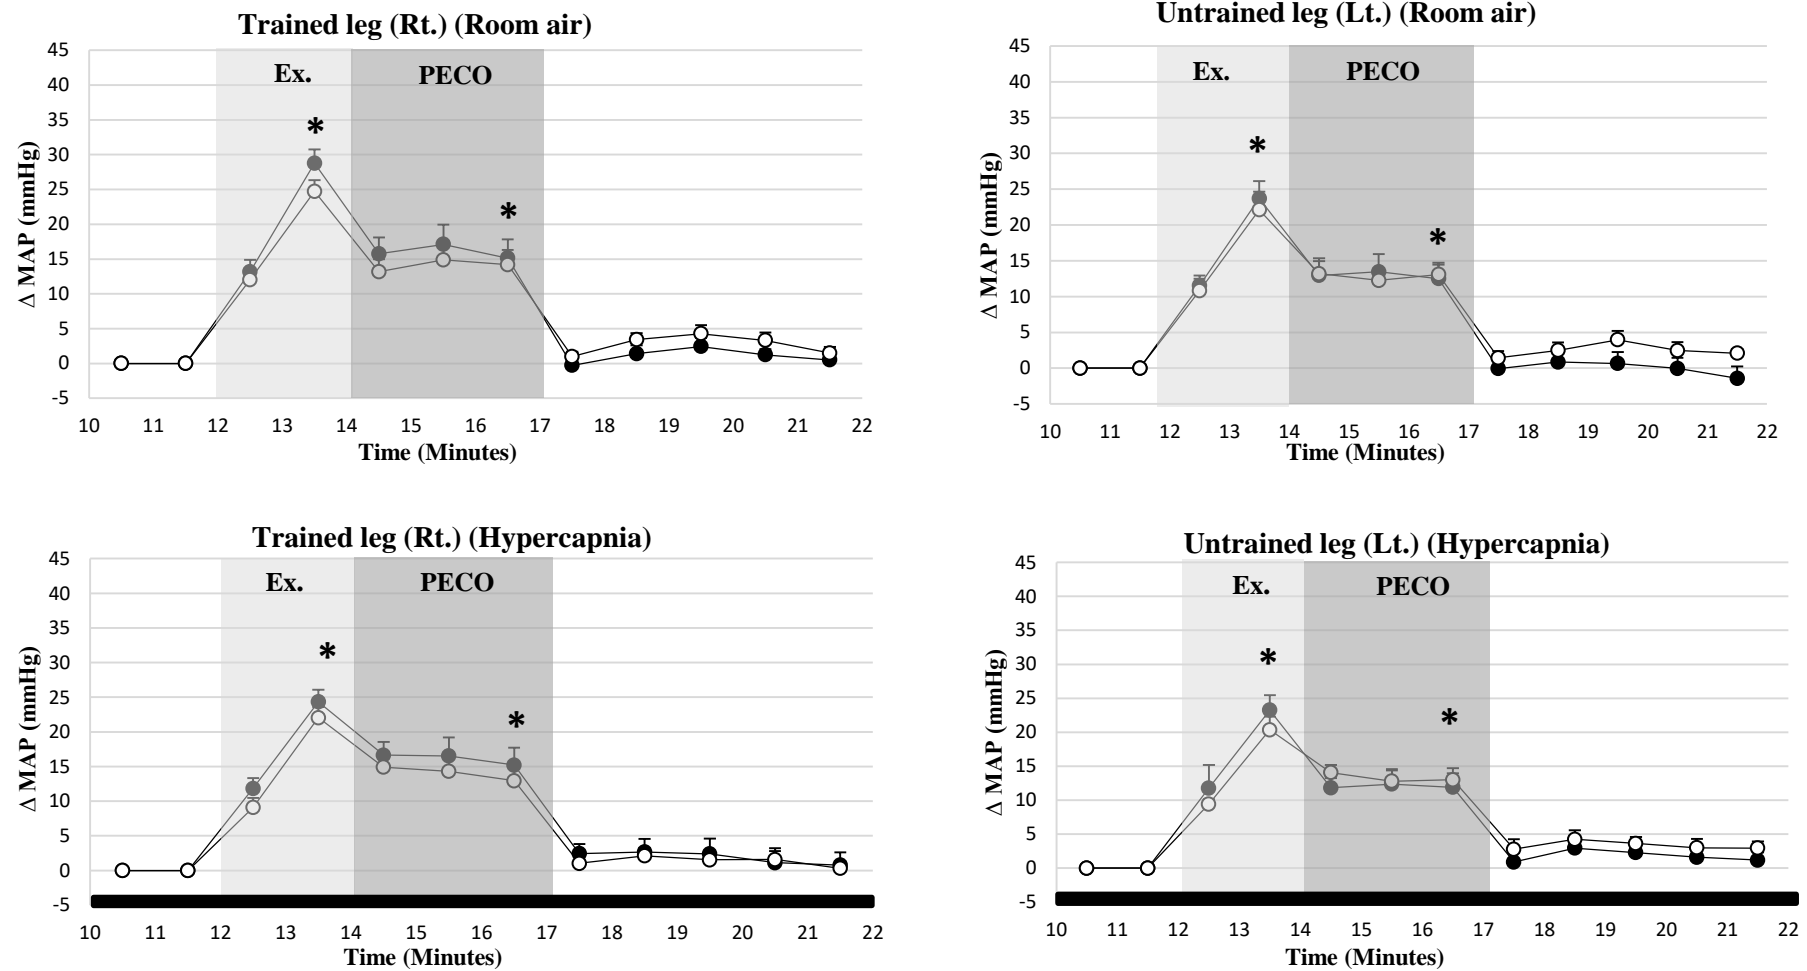 Trained leg (Rt.) (Room air)
Ex.
PECO
*
*
45
40
35
30
25
20
15
10
5
0
-5
Δ MAP (mmHg)
10 11 12 13 14 15 16 17 18 19 20 21 22
Time (Minutes)
Untrained leg (Lt.) (Room air)
Ex.
PECO
*
*
45
40
35
30
25
20
15
10
5
0
-5
Δ MAP (mmHg)
10 11 12 13 14 15 16 17 18 19 20 21 22
Time (Minutes)
Trained leg (Rt.) (Hypercapnia)
Ex.
PECO
*
*
45
40
35
30
25
20
15
10
5
0
-5
Δ MAP (mmHg)
10 11 12 13 14 15 16 17 18 19 20 21 22
Time (Minutes)
Untrained leg (Lt.) (Hypercapnia)
Ex.
PECO
*
*
45
40
35
30
25
20
15
10
5
0
-5
Δ MAP (mmHg)
10 11 12 13 14 15 16 17 18 19 20 21 22
Time (Minutes)